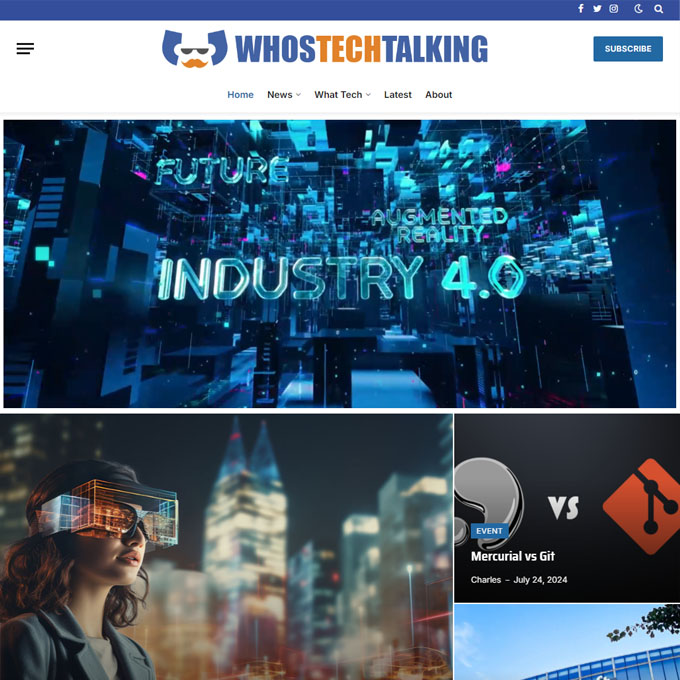 WHOSTECHTALKING
SUBSCRIBE
Home News What Tech Latest About
FUTURE
AUGMENTED
REALITY
INDUSTRY 4.0
VS
EVENT
Mercurial vs Git
Charles – July 24, 2024